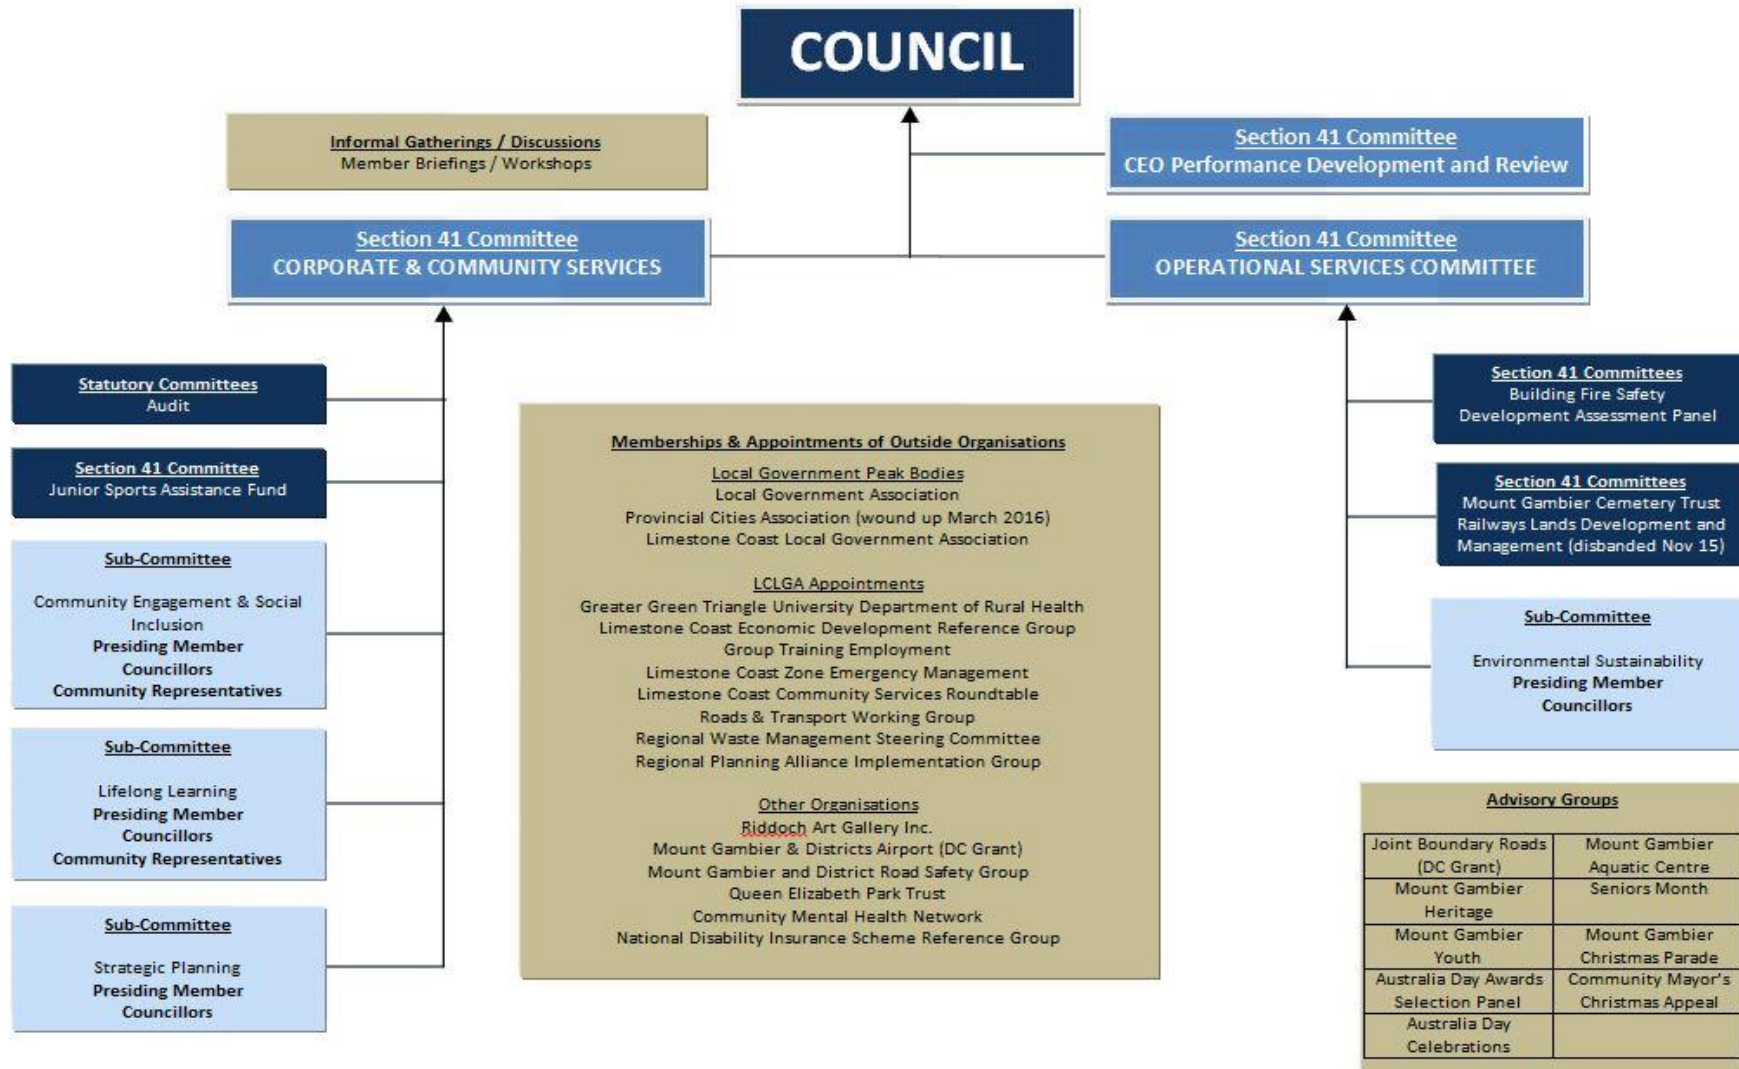 COUNCIL
Informal Gatherings / Discussions
Member Briefings / Workshops
Section 41 Committee
CEO Performance Development and Review
Section 41 Committee
CORPORATE & COMMUNITY SERVICES
Section 41 Committee
OPERATIONAL SERVICES COMMITTEE
Statutory Committees
Audit
Section 41 Committee
Junior Sports Assistance Fund
Sub-Committee
Community Engagement & Social
Inclusion
Presiding Member
Councillors
Community Representatives
Sub-Committee
Lifelong Learning
Presiding Member
Councillors
Community Representatives
Sub-Committee
Strategic Planning
Presiding Member
Councillors
Memberships & Appointments of Outside Organisations
Local Government Peak Bodies
Local Government Association
Provincial Cities Association (wound up March 2016)
Limestone Coast Local Government Association
LCLGA Appointments
Greater Green Triangle University Department of Rural Health
Limestone Coast Economic Development Reference Group
Group Training Employment
Limestone Coast Zone Emergency Management
Limestone Coast Community Services Roundtable
Roads & Transport Working Group
Regional Waste Management Steering Committee
Regional Planning Alliance Implementation Group
Other Organisations
Riddoch Art Gallery Inc.
Mount Gambier & Districts Airport (DC Grant)
Mount Gambier and District Road Safety Group
Queen Elizabeth Park Trust
Community Mental Health Network
National Disability Insurance Scheme Reference Group
Section 41 Committees
Building Fire Safety
Development Assessment Panel
Section 41 Committees
Mount Gambier Cemetery Trust
Railways Lands Development and
Management (disbanded Nov 15)
Sub-Committee
Environmental Sustainability
Presiding Member
Councillors
Advisory Groups
Joint Boundary Roads
(DC Grant)
Mount Gambier
Aquatic Centre
Mount Gambier
Heritage
Seniors Month
Mount Gambier
Youth
Mount Gambier
Christmas Parade
Australia Day Awards
Selection Panel
Community Mayor's
Christmas Appeal
Australia Day
Celebrations